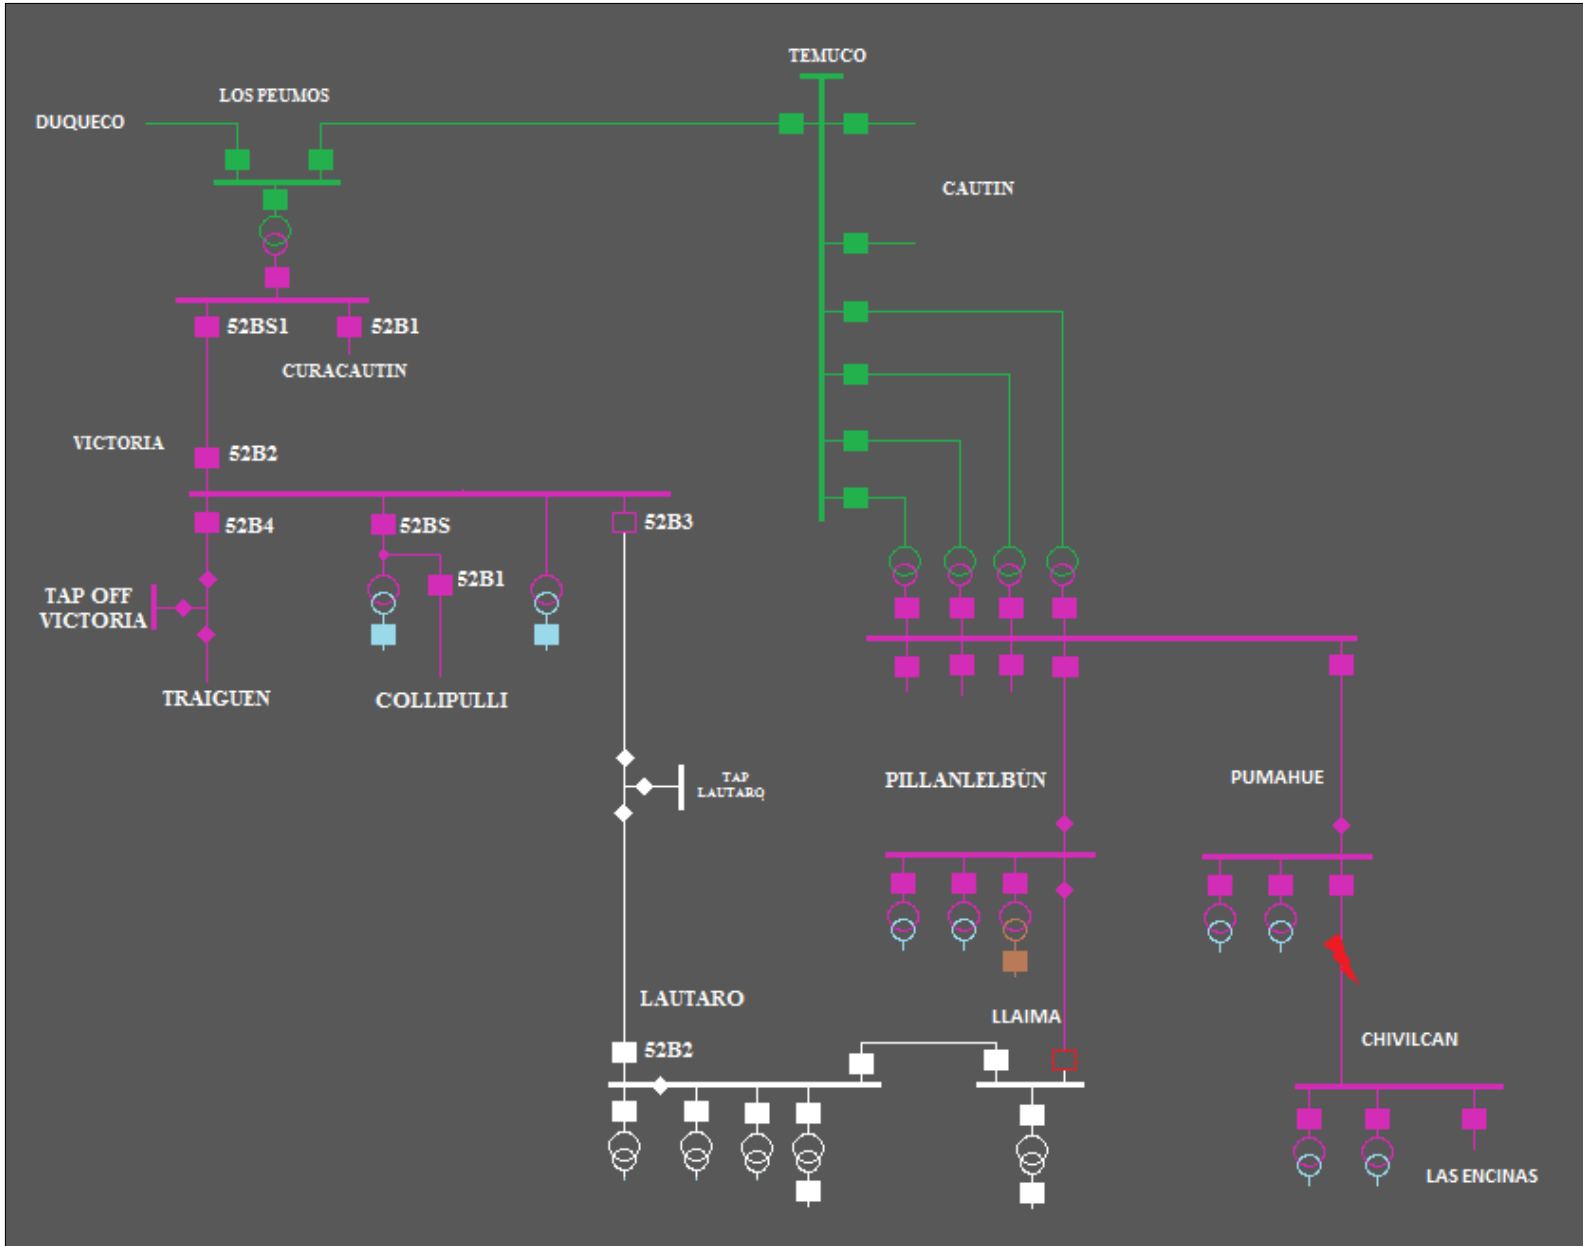 TEMUCO
LOS PEUMOS
DUQUECO
CAUTIN
52BS1
52B1
CURACAUTIN
VICTORIA
52B2
52B4
52BS
52B3
52B1
TAP OFF
VICTORIA
TRAIGUEN
COLLIPULLI
TAP
LAUTARO
PILLANLELBÚN
PUMAHUE
LAUTARO
LLAIMA
52B2
CHIVILCAN
LAS ENCINAS